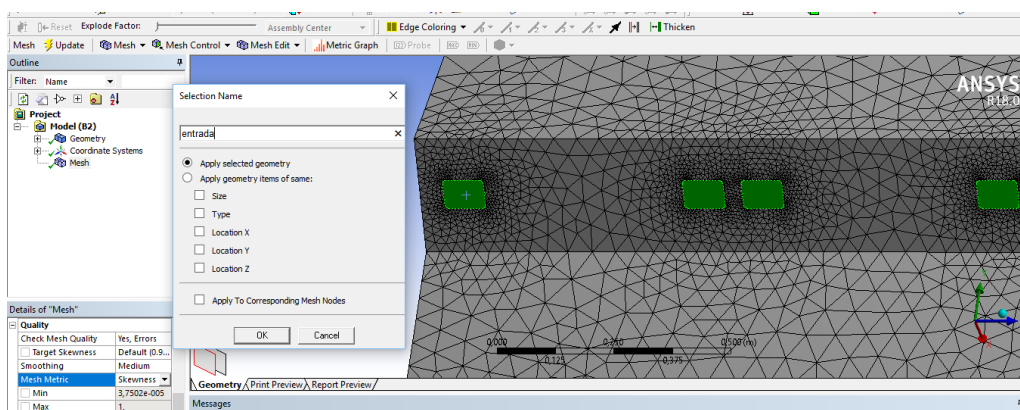 Reset Explode Factor: Assembly Center Edge Coloring Thicken
Mesh Update Mesh Mesh Control Mesh Edit Metric Graph Probe
Outline
Filter: Name
Project
Model (B2)
Geometry
Coordinate Systems
Mesh
Selection Name
entrada
Apply selected geometry
Apply geometry items of same:
Size
Type
Location X
Location Y
Location Z
Apply To Corresponding Mesh Nodes
OK Cancel
ANSYS
R18.0
0,000 0,250 0,500 (m)
0,125 0,375
Details of "Mesh"
Quality
Check Mesh Quality Yes, Errors
Target Skewness Default (0.9...
Smoothing Medium
Mesh Metric Skewness
Min 3,7502e-005
Max 1,
Geometry Print Preview Report Preview
Messages